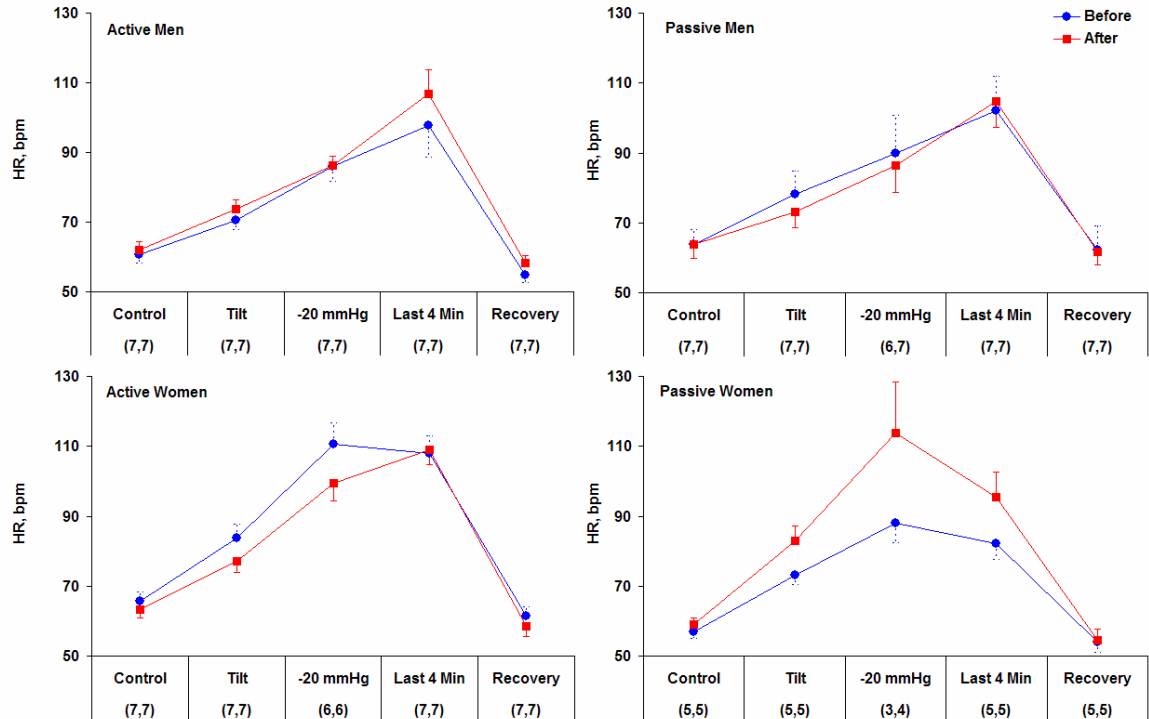 Active Men
130
110
90
70
50
HR, bpm
Control Tilt -20 mmHg Last 4 Min Recovery
(7,7) (7,7) (7,7) (7,7) (7,7)
Passive Men
Before
After
130
110
90
70
50
HR, bpm
Control Tilt -20 mmHg Last 4 Min Recovery
(7,7) (7,7) (6,7) (7,7) (7,7)
Active Women
130
110
90
70
50
HR, bpm
Control Tilt -20 mmHg Last 4 Min Recovery
(7,7) (7,7) (6,6) (7,7) (7,7)
Passive Women
130
110
90
70
50
HR, bpm
Control Tilt -20 mmHg Last 4 Min Recovery
(5,5) (5,5) (3,4) (5,5) (5,5)